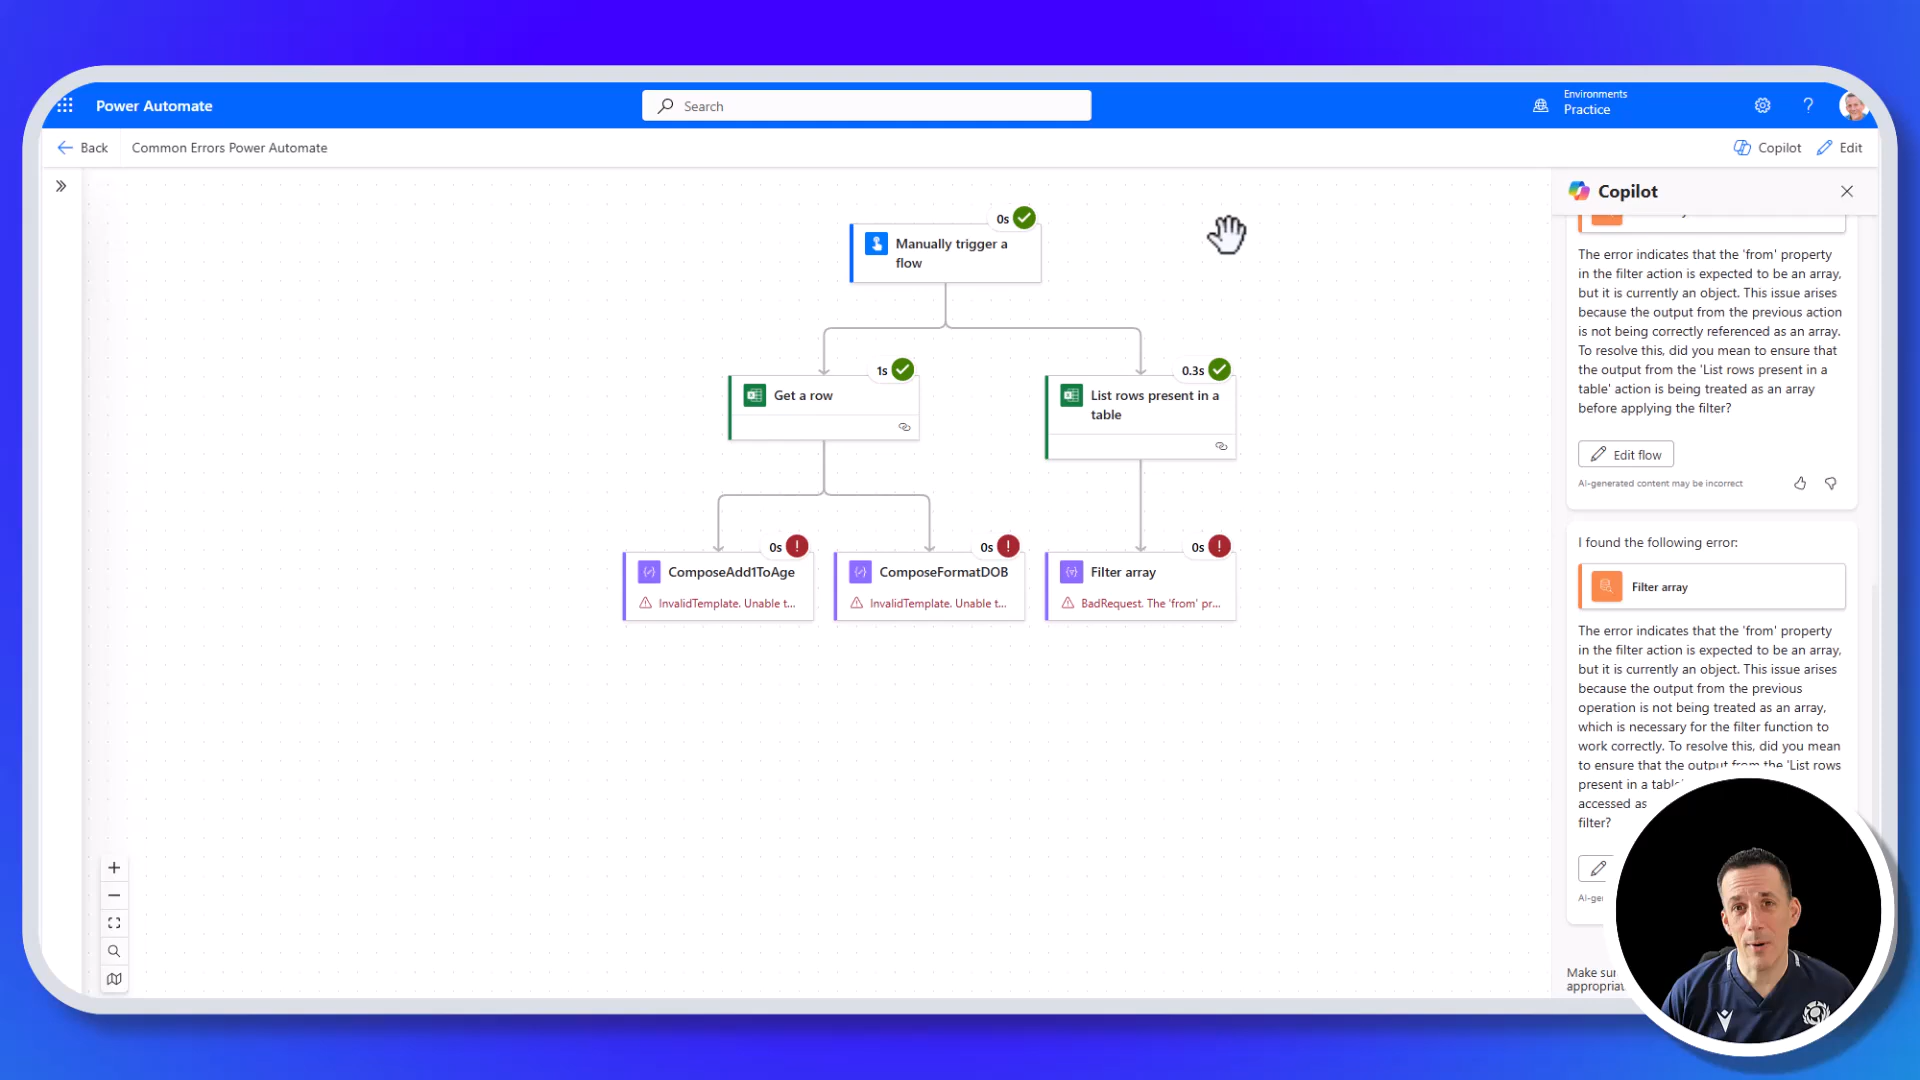 Power Automate
Search
Environments
Practice
Back
Common Errors Power Automate
Copilot
Edit
Copilot
0s
Manually trigger a
flow
1s
Get a row
0.3s
List rows present in a
table
0s
ComposeAdd1ToAge
InvalidTemplate. Unable t...
0s
ComposeFormatDOB
InvalidTemplate. Unable t...
0s
Filter array
BadRequest. The 'from' pr...
The error indicates that the 'from' property
in the filter action is expected to be an array,
but it is currently an object. This issue arises
because the output from the previous action
is not being correctly referenced as an array.
To resolve this, did you mean to ensure that
the output from the 'List rows present in a
table' action is being treated as an array
before applying the filter?
Edit flow
AI-generated content may be incorrect
I found the following error:
Filter array
The error indicates that the 'from' property
in the filter action is expected to be an array,
but it is currently an object. This issue arises
because the output from the previous
operation is not being treated as an array,
which is necessary for the filter function to
work correctly. To resolve this, did you mean
to ensure that the output from the 'List rows
present in a table'
accessed as
filter?
Make